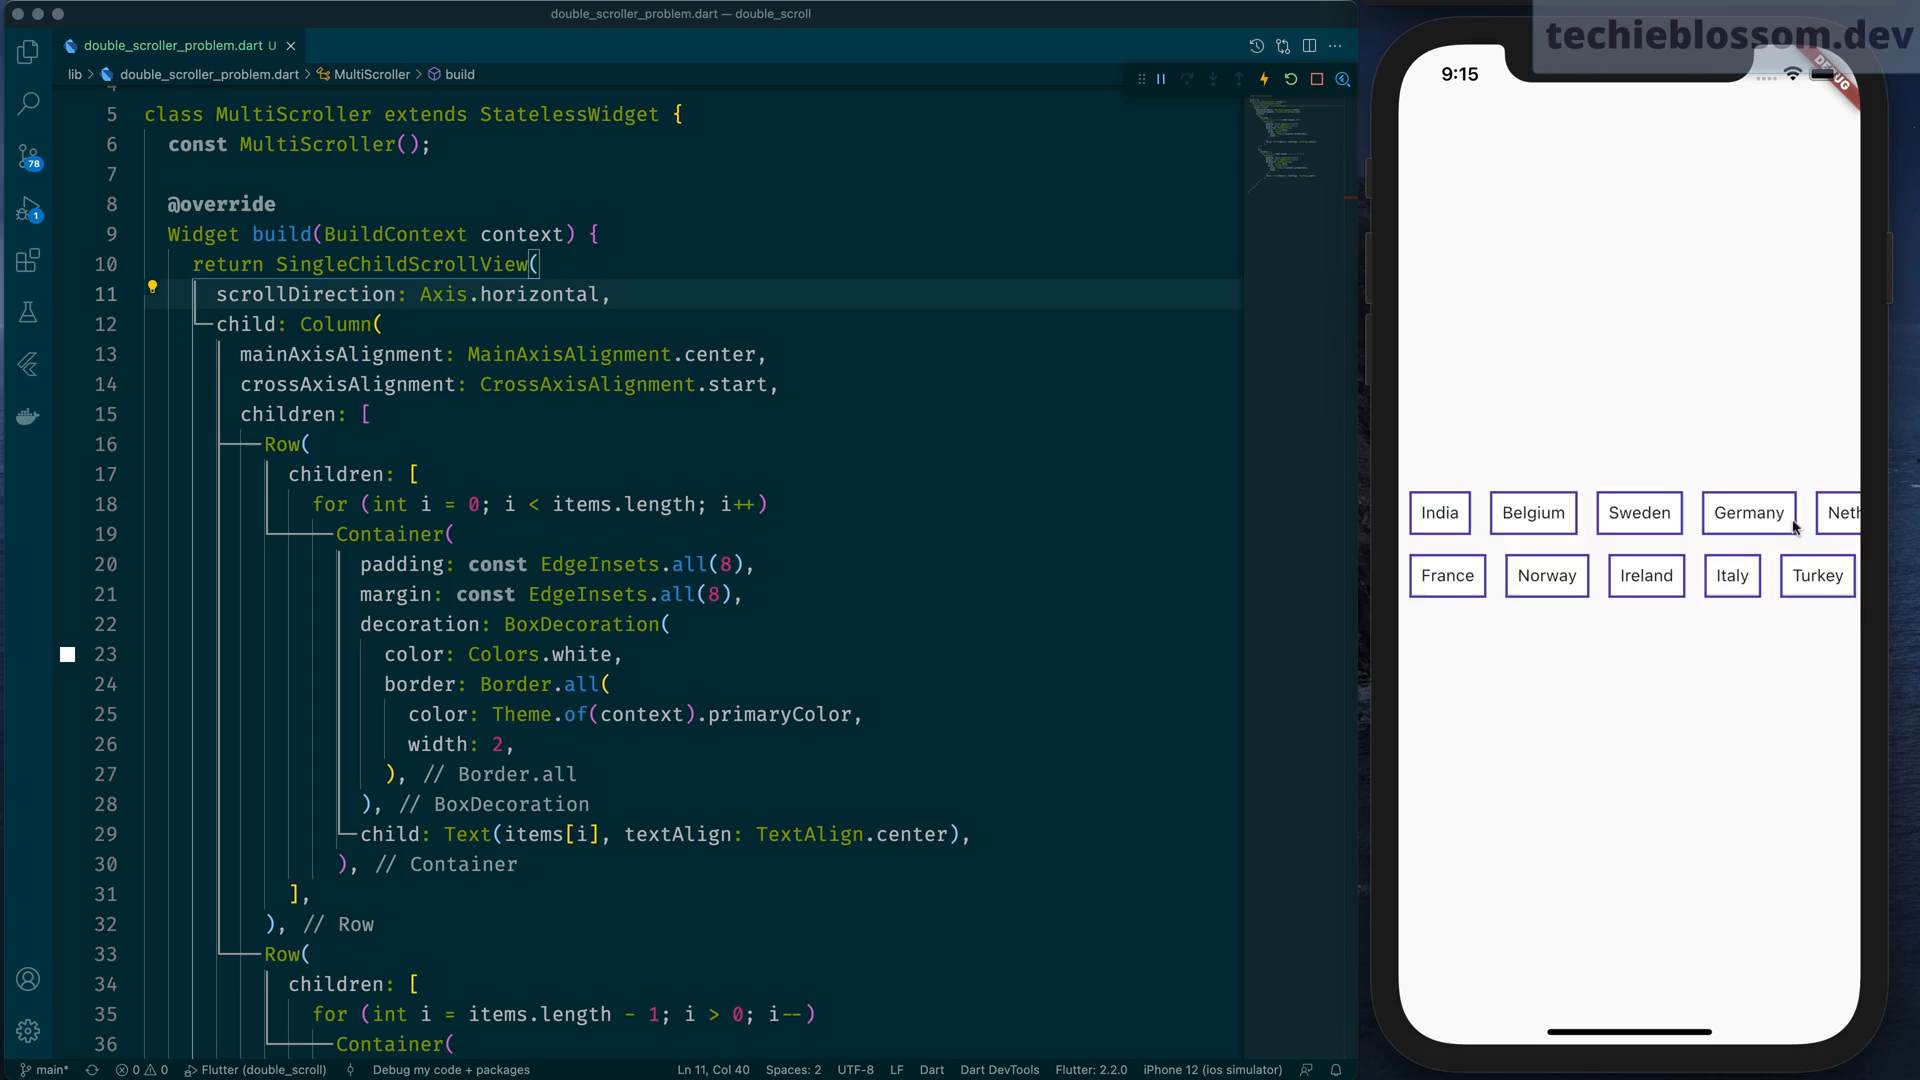 double_scroller_problem.dart — double_scroll
techieblossom.dev
double_scroller_problem.dart U
lib > double_scroller_problem.dart > MultiScroller > build
9:15
DEBUG
4
5 class MultiScroller extends StatelessWidget {
6 const MultiScroller();
7
8 @override
9 Widget build(BuildContext context) {
10 return SingleChildScrollView(
11 scrollDirection: Axis.horizontal,
12 child: Column(
13 mainAxisAlignment: MainAxisAlignment.center,
14 crossAxisAlignment: CrossAxisAlignment.start,
15 children: [
16 Row(
17 children: [
18 for (int i = 0; i < items.length; i++)
19 Container(
20 padding: const EdgeInsets.all(8),
21 margin: const EdgeInsets.all(8),
22 decoration: BoxDecoration(
23 color: Colors.white,
24 border: Border.all(
25 color: Theme.of(context).primaryColor,
26 width: 2,
27 ), // Border.all
28 ), // BoxDecoration
29 child: Text(items[i], textAlign: TextAlign.center),
30 ), // Container
31 ],
32 ), // Row
33 Row(
34 children: [
35 for (int i = items.length - 1; i > 0; i--)
36 Container(
78
1
India Belgium Sweden Germany Neth
France Norway Ireland Italy Turkey
main* 0 0 Flutter (double_scroll) Debug my code + packages Ln 11, Col 40 Spaces: 2 UTF-8 LF Dart Dart DevTools Flutter: 2.2.0 iPhone 12 (ios simulator)